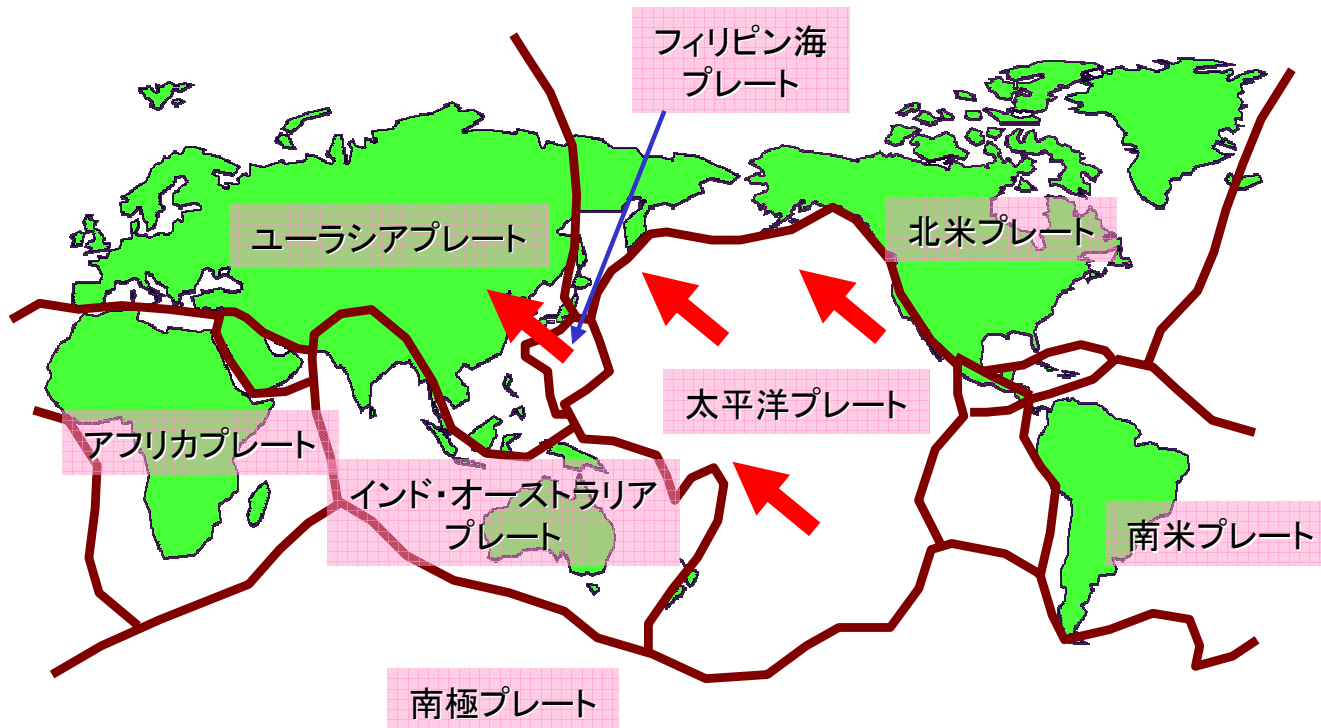 フィリピン海
プレート
ユーラシアプレート
北米プレート
太平洋プレート
アフリカプレート
インド・オーストラリア
プレート
南米プレート
南極プレート